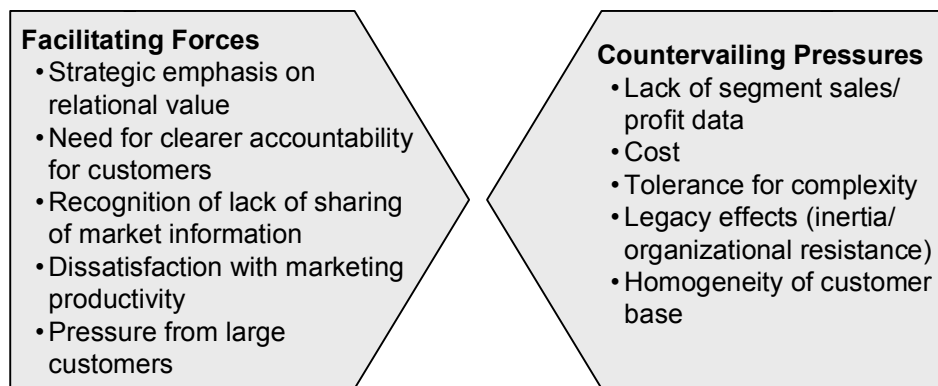 Facilitating Forces
• Strategic emphasis on
relational value
• Need for clearer accountability
for customers
• Recognition of lack of sharing
of market information
• Dissatisfaction with marketing
productivity
• Pressure from large
customers
Countervailing Pressures
• Lack of segment sales/
profit data
• Cost
• Tolerance for complexity
• Legacy effects (inertia/
organizational resistance)
• Homogeneity of customer
base